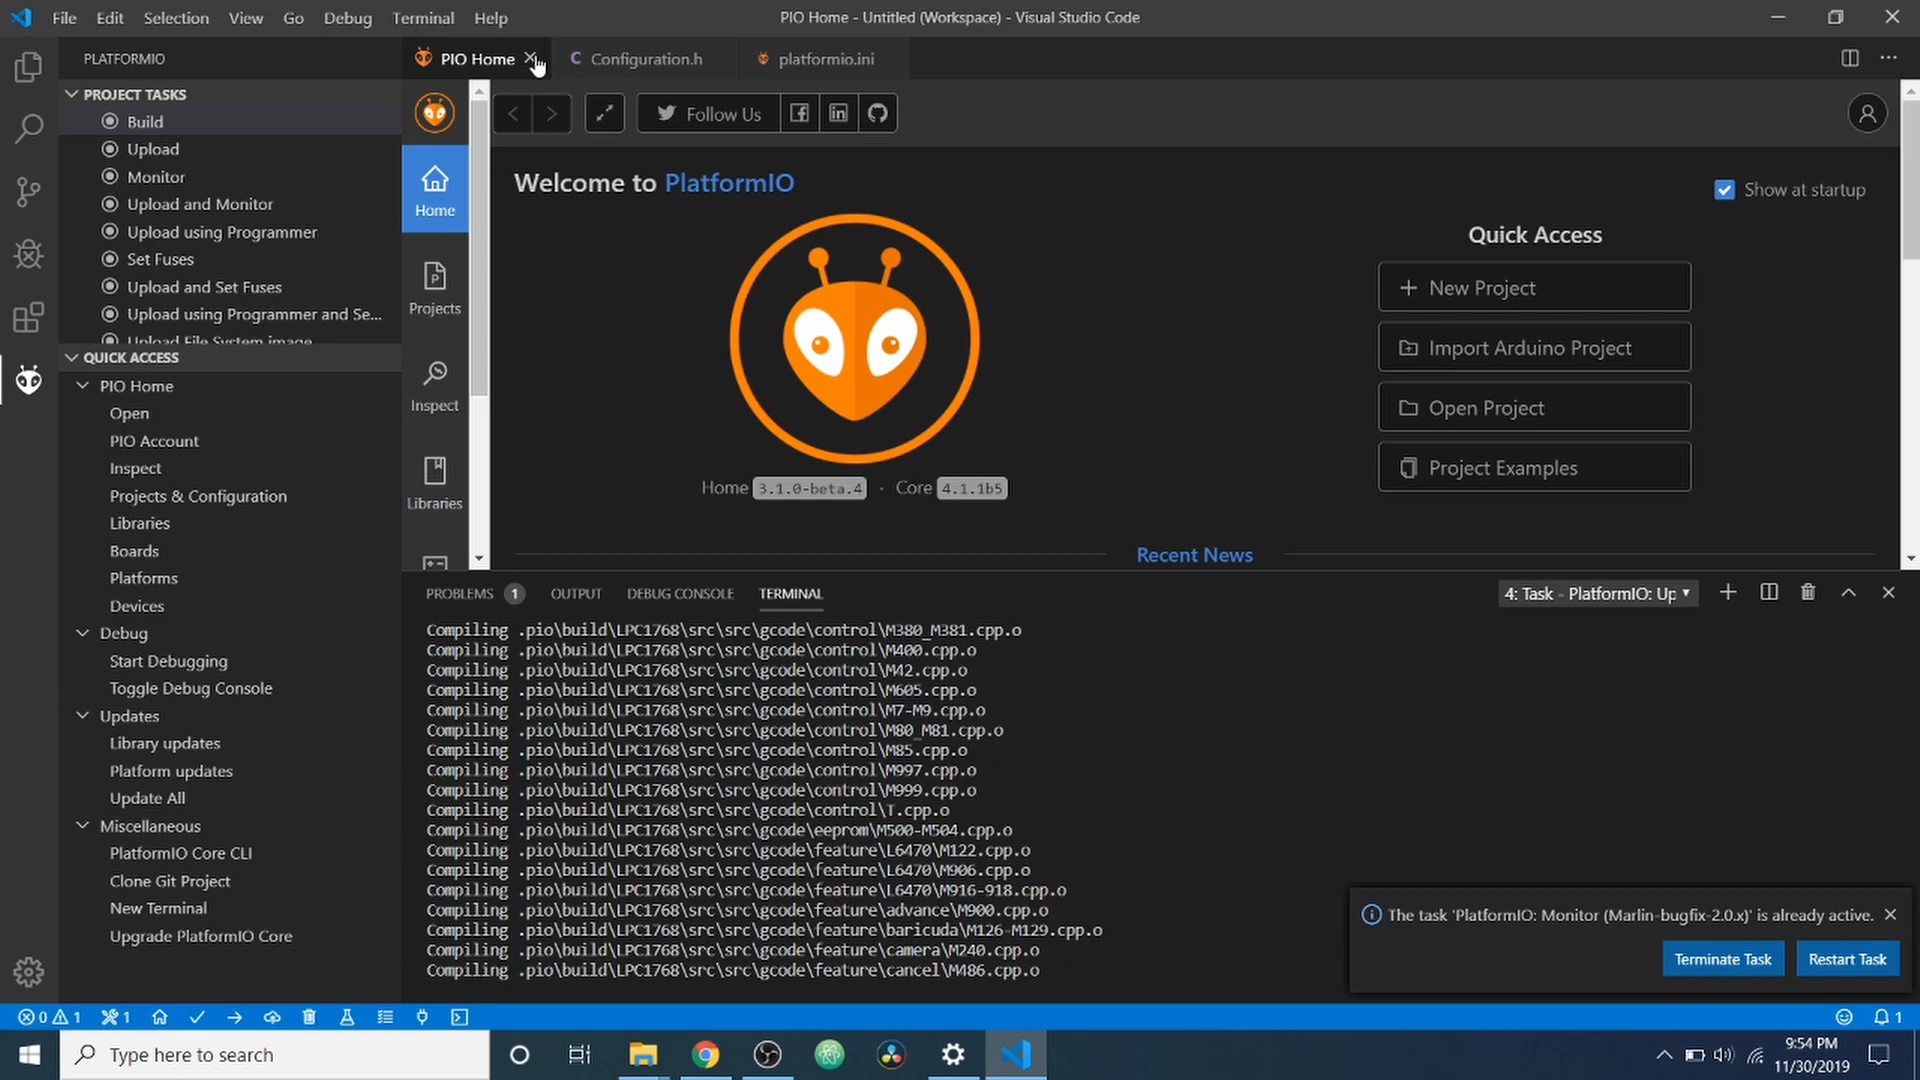 File Edit Selection View Go Debug Terminal Help
PIO Home - Untitled (Workspace) - Visual Studio Code
PLATFORMIO
PIO Home
C Configuration.h
platformio.ini
PROJECT TASKS
Build
Upload
Monitor
Upload and Monitor
Upload using Programmer
Set Fuses
Upload and Set Fuses
Upload using Programmer and Se...
Upload File System image
QUICK ACCESS
PIO Home
Open
PIO Account
Inspect
Projects & Configuration
Libraries
Boards
Platforms
Devices
Debug
Start Debugging
Toggle Debug Console
Updates
Library updates
Platform updates
Update All
Miscellaneous
PlatformIO Core CLI
Clone Git Project
New Terminal
Upgrade PlatformIO Core
Home
Projects
Inspect
Libraries
Follow Us
Welcome to PlatformIO
Show at startup
Home 3.1.0-beta.4 · Core 4.1.1b5
Quick Access
New Project
Import Arduino Project
Open Project
Project Examples
Recent News
PROBLEMS 1 OUTPUT DEBUG CONSOLE TERMINAL
4: Task - PlatformIO: Up
Compiling .pio\build\LPC1768\src\src\gcode\control\M380_M381.cpp.o
Compiling .pio\build\LPC1768\src\src\gcode\control\M400.cpp.o
Compiling .pio\build\LPC1768\src\src\gcode\control\M42.cpp.o
Compiling .pio\build\LPC1768\src\src\gcode\control\M605.cpp.o
Compiling .pio\build\LPC1768\src\src\gcode\control\M7-M9.cpp.o
Compiling .pio\build\LPC1768\src\src\gcode\control\M80_M81.cpp.o
Compiling .pio\build\LPC1768\src\src\gcode\control\M85.cpp.o
Compiling .pio\build\LPC1768\src\src\gcode\control\M997.cpp.o
Compiling .pio\build\LPC1768\src\src\gcode\control\M999.cpp.o
Compiling .pio\build\LPC1768\src\src\gcode\control\T.cpp.o
Compiling .pio\build\LPC1768\src\src\gcode\eeprom\M500-M504.cpp.o
Compiling .pio\build\LPC1768\src\src\gcode\feature\L6470\M122.cpp.o
Compiling .pio\build\LPC1768\src\src\gcode\feature\L6470\M906.cpp.o
Compiling .pio\build\LPC1768\src\src\gcode\feature\L6470\M916-918.cpp.o
Compiling .pio\build\LPC1768\src\src\gcode\feature\advance\M900.cpp.o
Compiling .pio\build\LPC1768\src\src\gcode\feature\baricuda\M126-M129.cpp.o
Compiling .pio\build\LPC1768\src\src\gcode\feature\camera\M240.cpp.o
Compiling .pio\build\LPC1768\src\src\gcode\feature\cancel\M486.cpp.o
The task 'PlatformIO: Monitor (Marlin-bugfix-2.0.x)' is already active.
Terminate Task
Restart Task
0 1 1
1
Type here to search
9:54 PM
11/30/2019